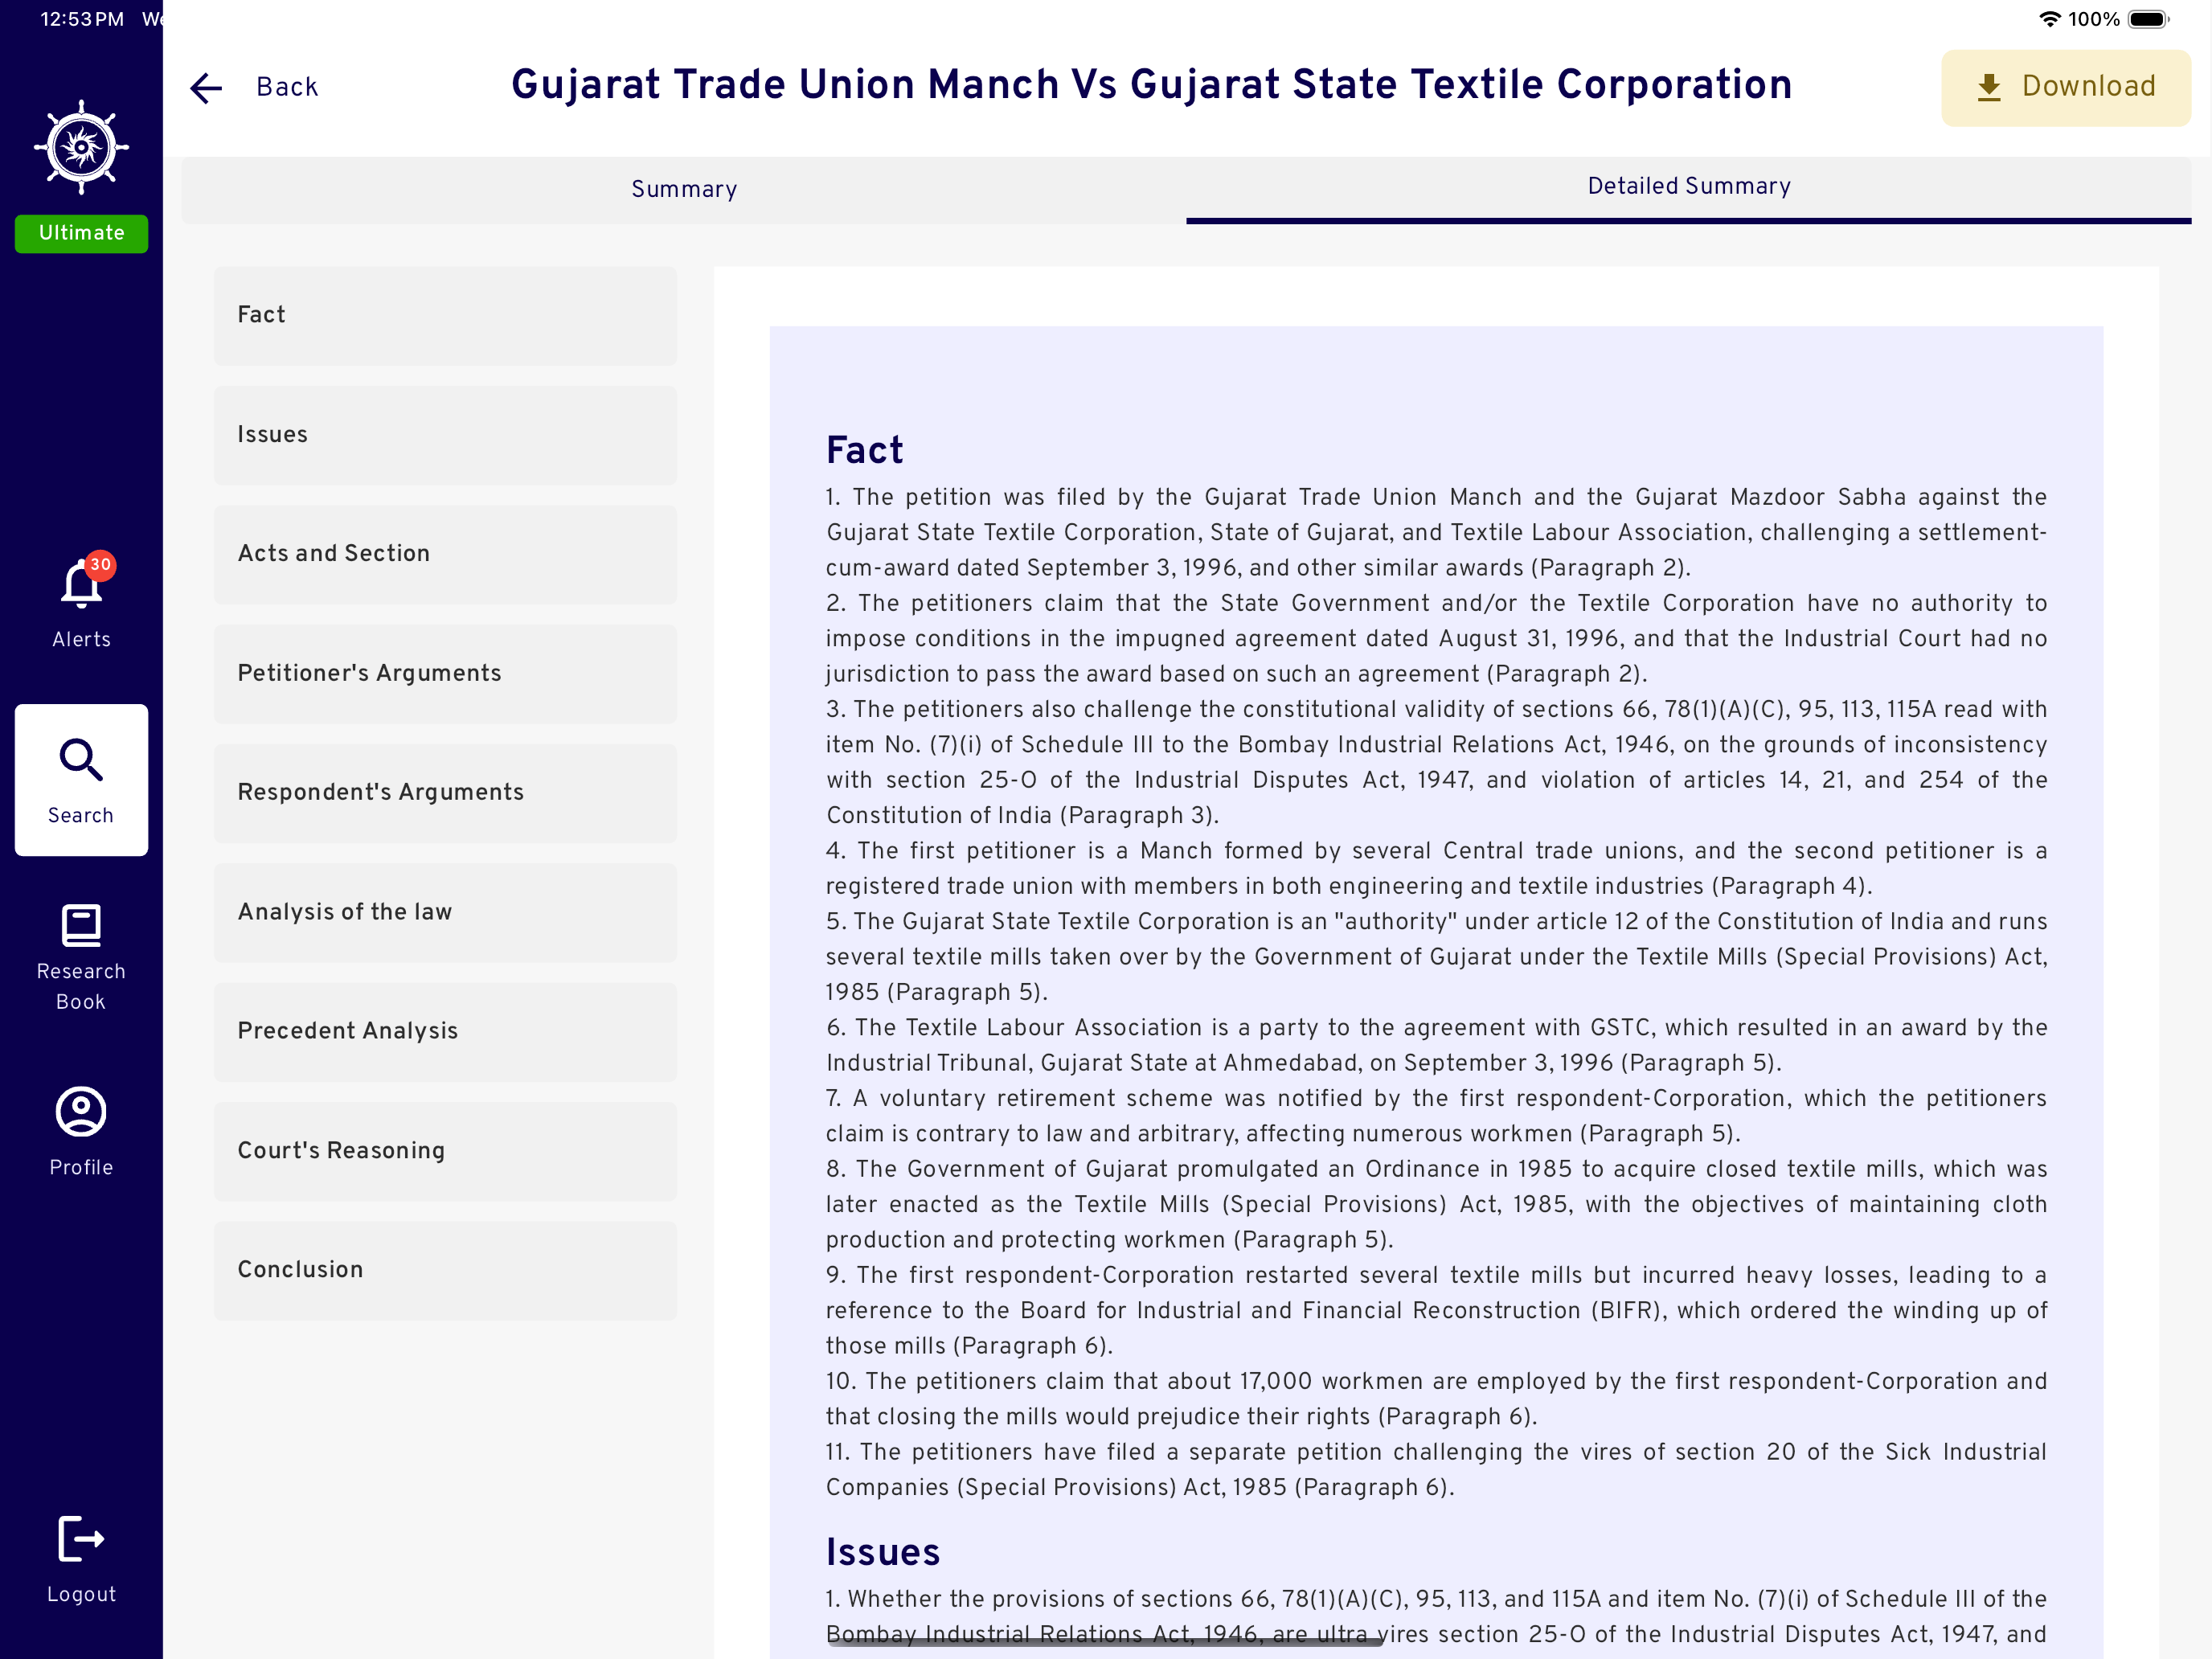 12:53 PM We
100%
Back
Gujarat Trade Union Manch Vs Gujarat State Textile Corporation
Download
Ultimate
Alerts
30
Search
Research
Book
Profile
Logout
Summary
Detailed Summary
Fact
Issues
Acts and Section
Petitioner's Arguments
Respondent's Arguments
Analysis of the law
Precedent Analysis
Court's Reasoning
Conclusion
Fact
1. The petition was filed by the Gujarat Trade Union Manch and the Gujarat Mazdoor Sabha against the
Gujarat State Textile Corporation, State of Gujarat, and Textile Labour Association, challenging a settlement-
cum-award dated September 3, 1996, and other similar awards (Paragraph 2).
2. The petitioners claim that the State Government and/or the Textile Corporation have no authority to
impose conditions in the impugned agreement dated August 31, 1996, and that the Industrial Court had no
jurisdiction to pass the award based on such an agreement (Paragraph 2).
3. The petitioners also challenge the constitutional validity of sections 66, 78(1)(A)(C), 95, 113, 115A read with
item No. (7)(i) of Schedule III to the Bombay Industrial Relations Act, 1946, on the grounds of inconsistency
with section 25-O of the Industrial Disputes Act, 1947, and violation of articles 14, 21, and 254 of the
Constitution of India (Paragraph 3).
4. The first petitioner is a Manch formed by several Central trade unions, and the second petitioner is a
registered trade union with members in both engineering and textile industries (Paragraph 4).
5. The Gujarat State Textile Corporation is an "authority" under article 12 of the Constitution of India and runs
several textile mills taken over by the Government of Gujarat under the Textile Mills (Special Provisions) Act,
1985 (Paragraph 5).
6. The Textile Labour Association is a party to the agreement with GSTC, which resulted in an award by the
Industrial Tribunal, Gujarat State at Ahmedabad, on September 3, 1996 (Paragraph 5).
7. A voluntary retirement scheme was notified by the first respondent-Corporation, which the petitioners
claim is contrary to law and arbitrary, affecting numerous workmen (Paragraph 5).
8. The Government of Gujarat promulgated an Ordinance in 1985 to acquire closed textile mills, which was
later enacted as the Textile Mills (Special Provisions) Act, 1985, with the objectives of maintaining cloth
production and protecting workmen (Paragraph 5).
9. The first respondent-Corporation restarted several textile mills but incurred heavy losses, leading to a
reference to the Board for Industrial and Financial Reconstruction (BIFR), which ordered the winding up of
those mills (Paragraph 6).
10. The petitioners claim that about 17,000 workmen are employed by the first respondent-Corporation and
that closing the mills would prejudice their rights (Paragraph 6).
11. The petitioners have filed a separate petition challenging the vires of section 20 of the Sick Industrial
Companies (Special Provisions) Act, 1985 (Paragraph 6).
Issues
1. Whether the provisions of sections 66, 78(1)(A)(C), 95, 113, and 115A and item No. (7)(i) of Schedule III of the
Bombay Industrial Relations Act, 1946, are ultra vires section 25-O of the Industrial Disputes Act, 1947, and